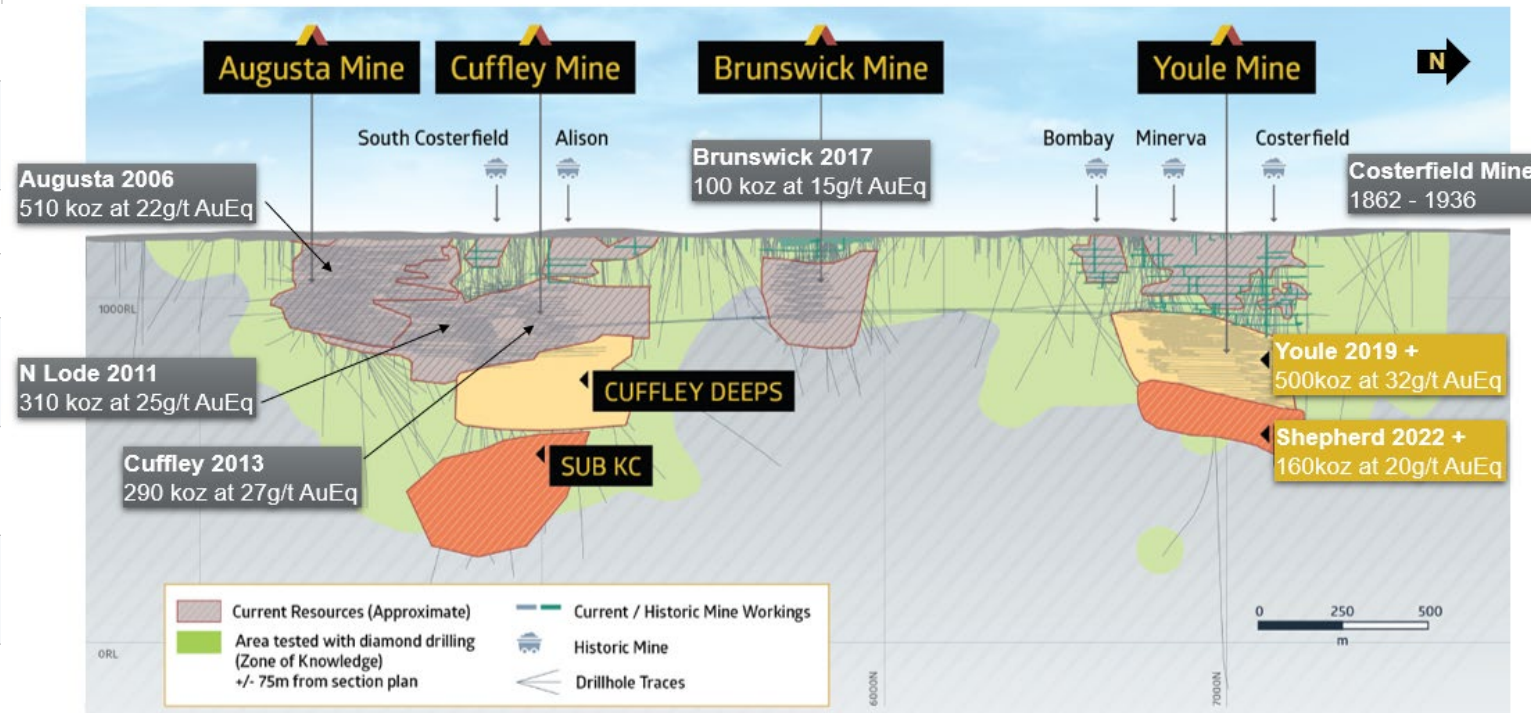 Augusta Mine
Cuffley Mine
Brunswick Mine
Youle Mine
N
South Costerfield
Alison
Bombay
Minerva
Costerfield
Augusta 2006
510 koz at 22g/t AuEq
Brunswick 2017
100 koz at 15g/t AuEq
Costerfield Mine
1862 - 1936
1000RL
N Lode 2011
310 koz at 25g/t AuEq
CUFFLEY DEEPS
Youle 2019 +
500koz at 32g/t AuEq
Cuffley 2013
290 koz at 27g/t AuEq
SUB KC
Shepherd 2022 +
160koz at 20g/t AuEq
Current Resources (Approximate)
Area tested with diamond drilling
(Zone of Knowledge)
+/- 75m from section plan
Current / Historic Mine Workings
Historic Mine
Drillhole Traces
0 250 500
m
0RL
6000N
7000N